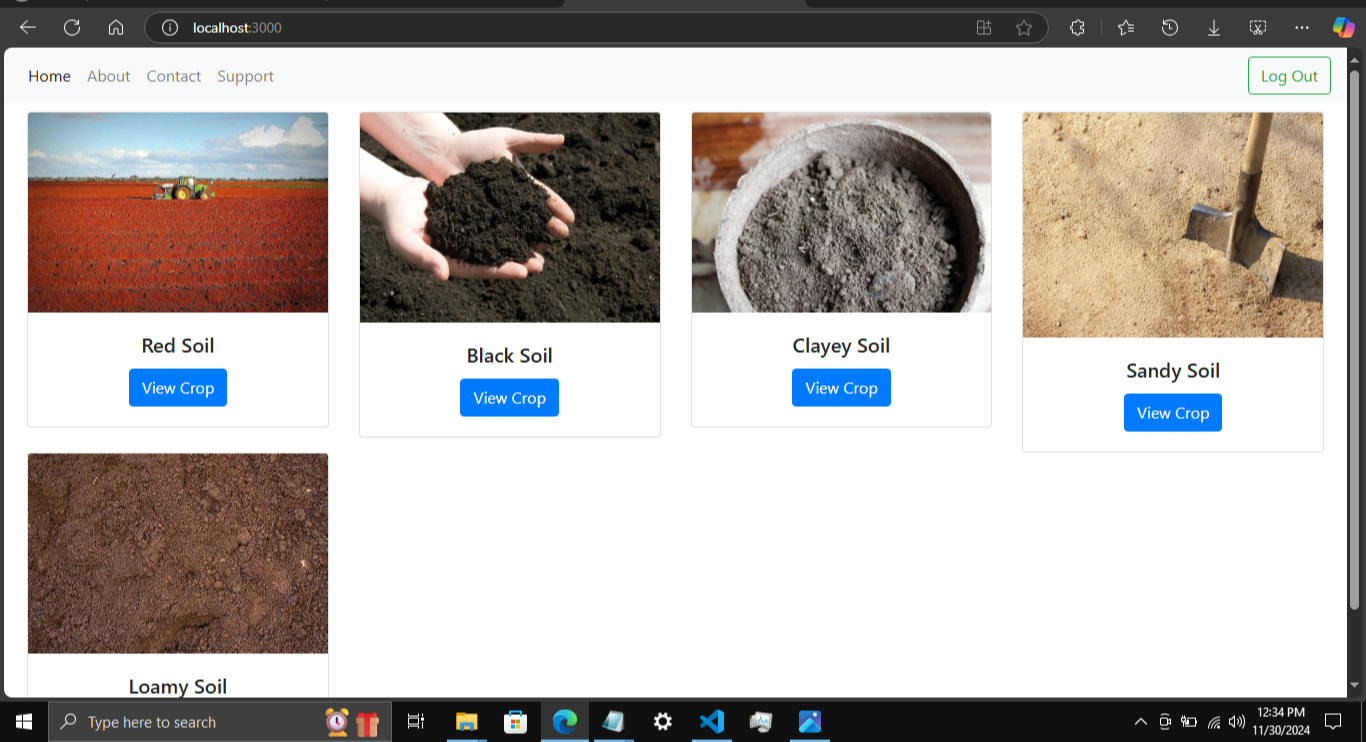 localhost:3000
Home About Contact Support Log Out
Red Soil
View Crop
Black Soil
View Crop
Clayey Soil
View Crop
Sandy Soil
View Crop
Loamy Soil
Type here to search
12:34 PM
11/30/2024